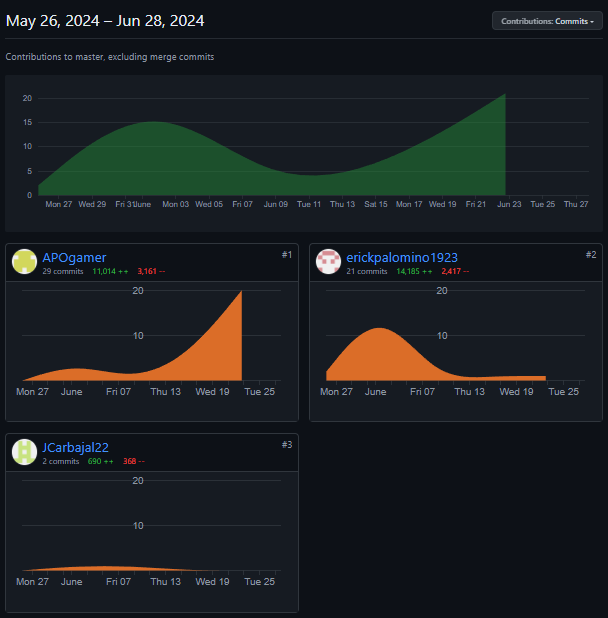 May 26, 2024 – Jun 28, 2024
Contributions: Commits
Contributions to master, excluding merge commits
20
15
10
5
0
Mon 27 Wed 29 Fri 31 June Mon 03 Wed 05 Fri 07 Jun 09 Tue 11 Thu 13 Sat 15 Mon 17 Wed 19 Fri 21 Jun 23 Tue 25 Thu 27
APOgamer #1
29 commits 11,014 ++ 3,161 --
20
10
Mon 27 June Fri 07 Thu 13 Wed 19 Tue 25
erickpalomino1923 #2
21 commits 14,185 ++ 2,417 --
20
10
Mon 27 June Fri 07 Thu 13 Wed 19 Tue 25
JCarbajal22 #3
2 commits 690 ++ 368 --
20
10
Mon 27 June Fri 07 Thu 13 Wed 19 Tue 25